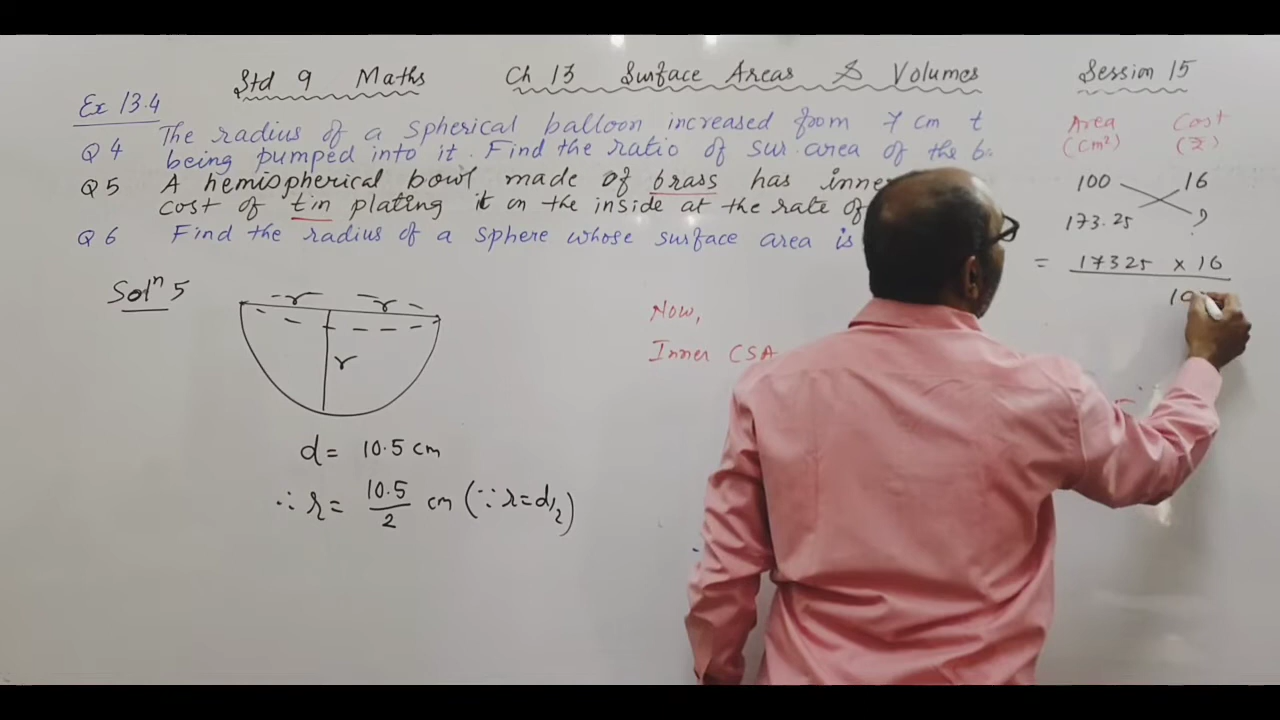 Std 9 Maths Ch 13 Surface Areas & Volumes Session 15
Ex 13.4
Q 4 The radius of a spherical balloon increased from 7 cm t
being pumped into it. Find the ratio of sur. area of the b
Q 5 A hemispherical bowl made of brass has inner
cost of tin plating it on the inside at the rate of
Q 6 Find the radius of a sphere whose surface area is
Area Cost
(cm²) (₹)
100 16
173.25 ?
= 17325 × 16
10
Solⁿ 5
r r
r
d = 10.5 cm
∴ r = 10.5/2 cm (∵ r = d/2)
Now,
Inner CSA